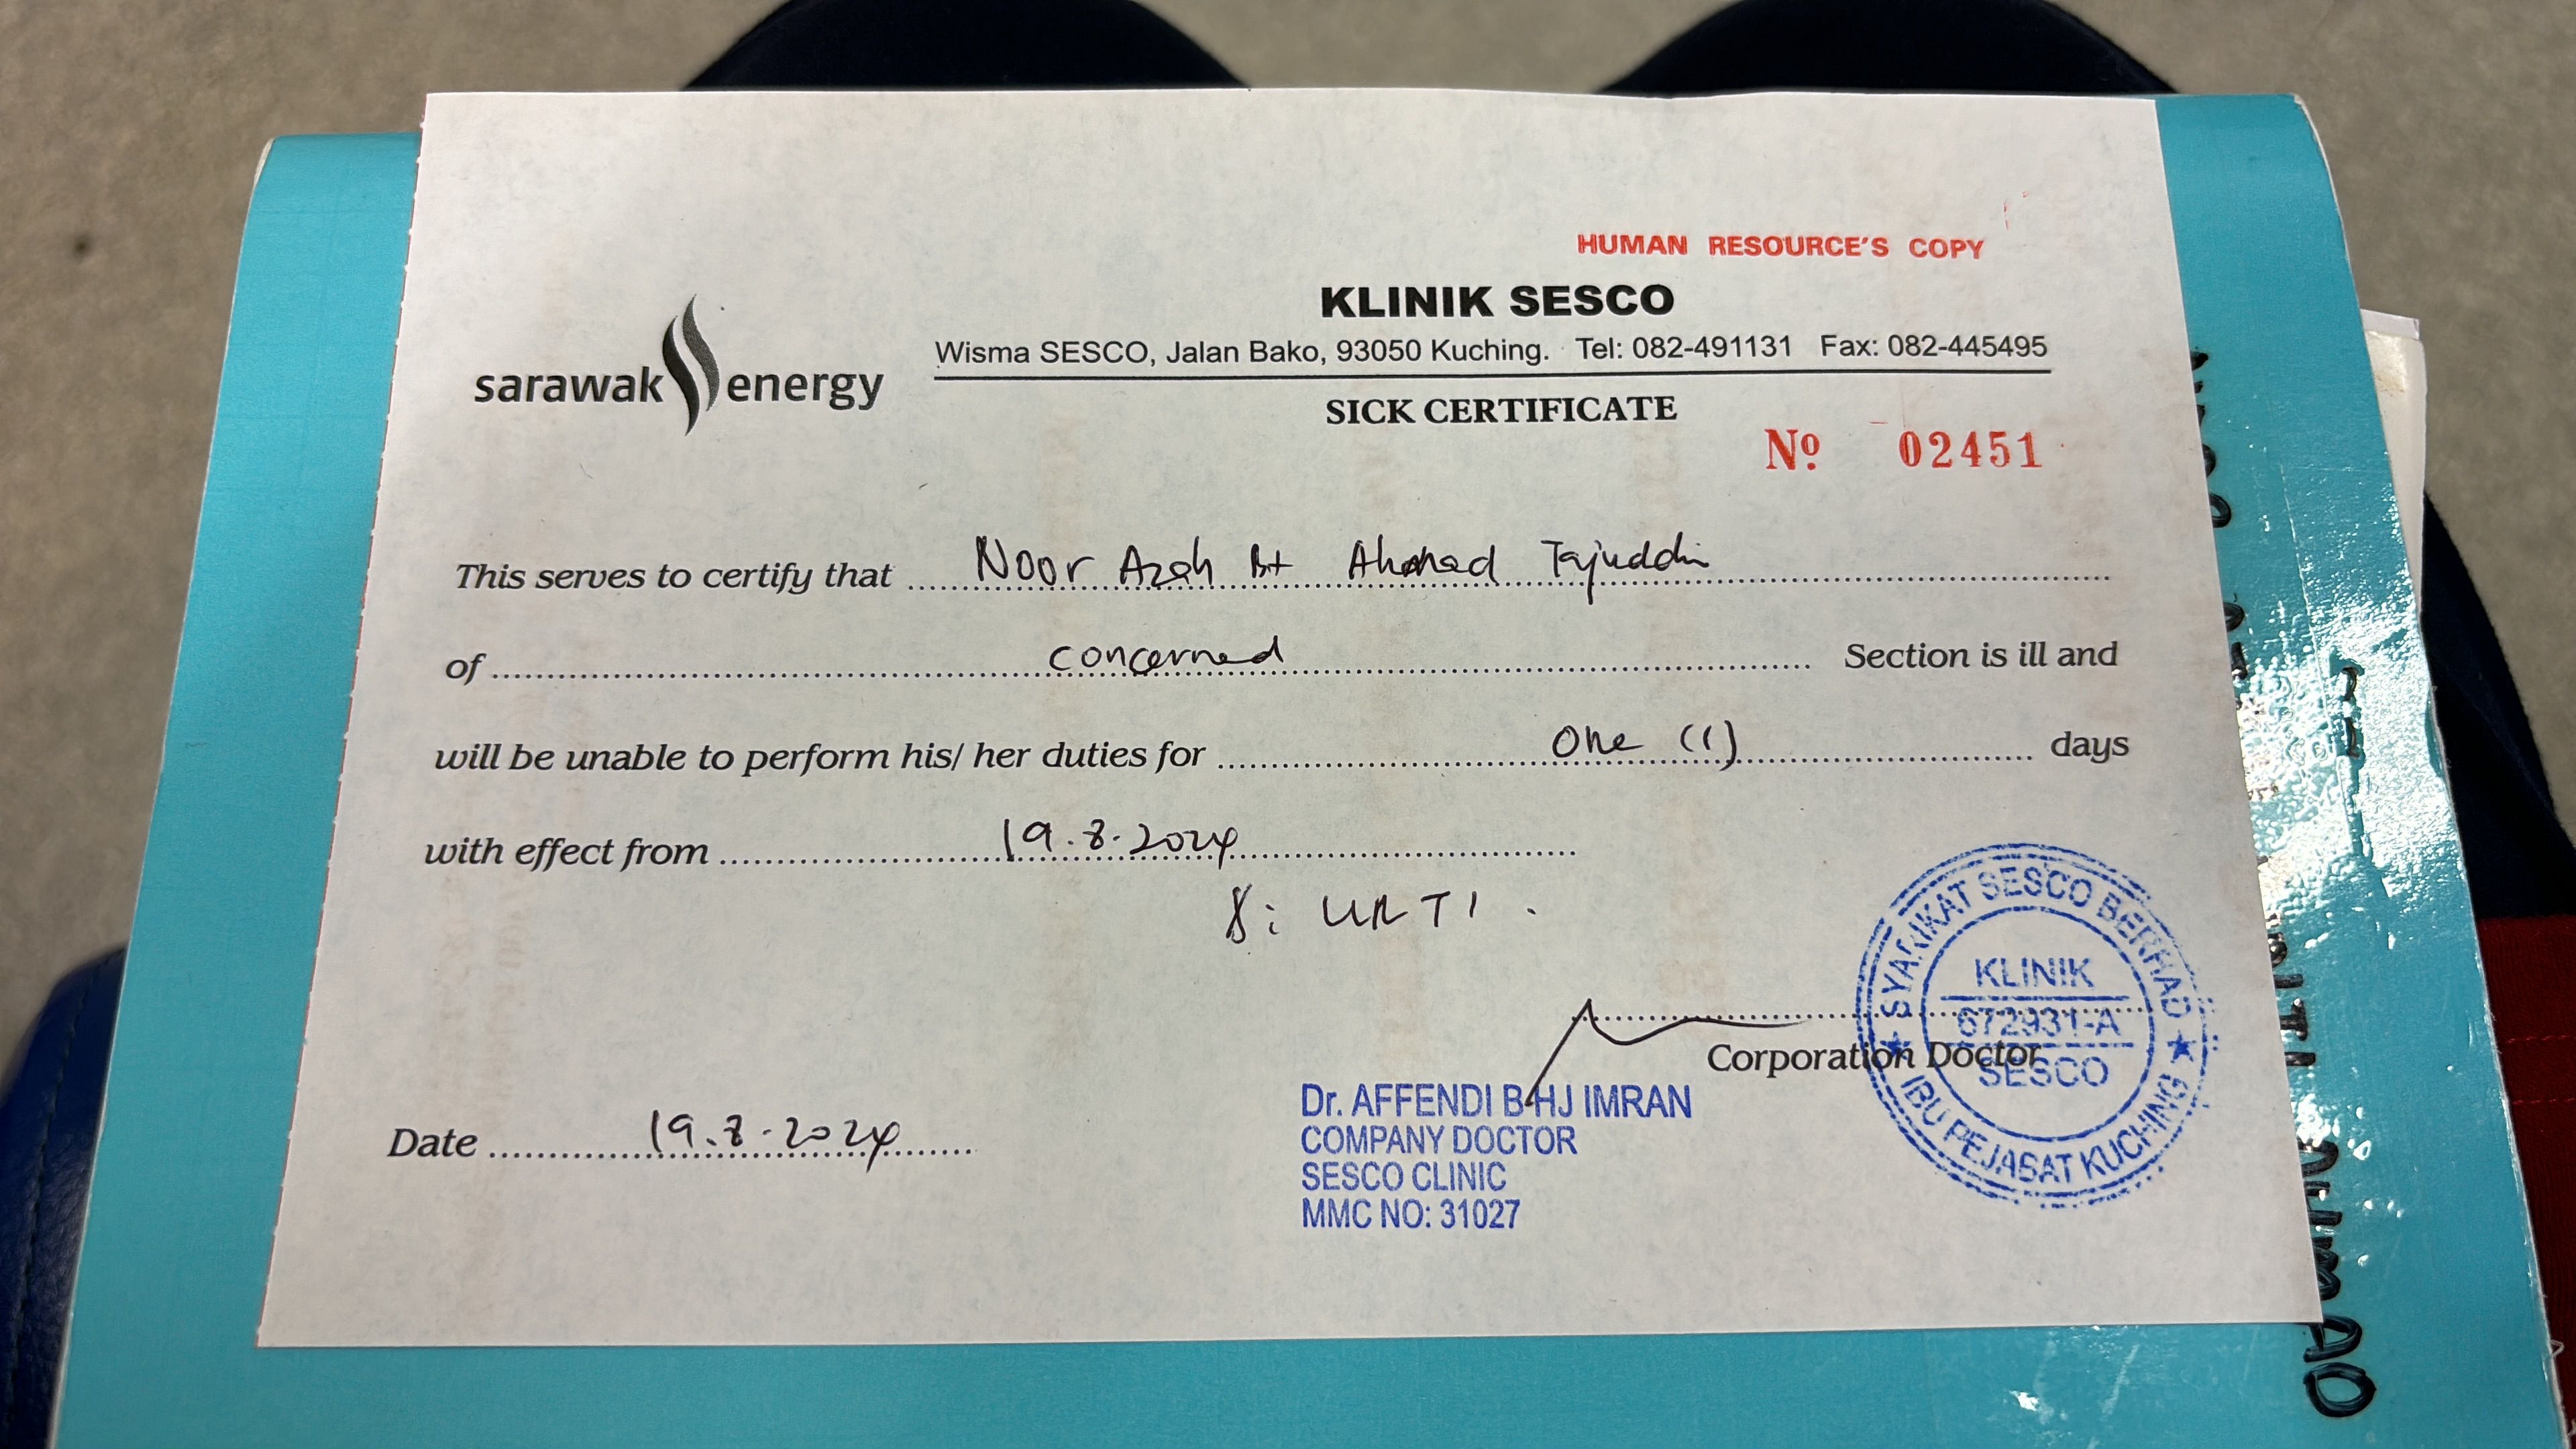 HUMAN RESOURCE'S COPY
KLINIK SESCO
sarawak energy
Wisma SESCO, Jalan Bako, 93050 Kuching. Tel: 082-491131 Fax: 082-445495
SICK CERTIFICATE
Nº 02451
This serves to certify that ..... Noor Azah bt Ahmad Tajuddin
of ..... concerned ..... Section is ill and
will be unable to perform his/ her duties for ..... One (1) ..... days
with effect from ..... 19.8.2024
URTI.
Corporation Doctor
Date ..... 19.8.2024
Dr. AFFENDI B HJ IMRAN
COMPANY DOCTOR
SESCO CLINIC
MMC NO: 31027
SYARIKAT SESCO BERHAD
KLINIK
672931-A
SESCO
IBU PEJABAT KUCHING